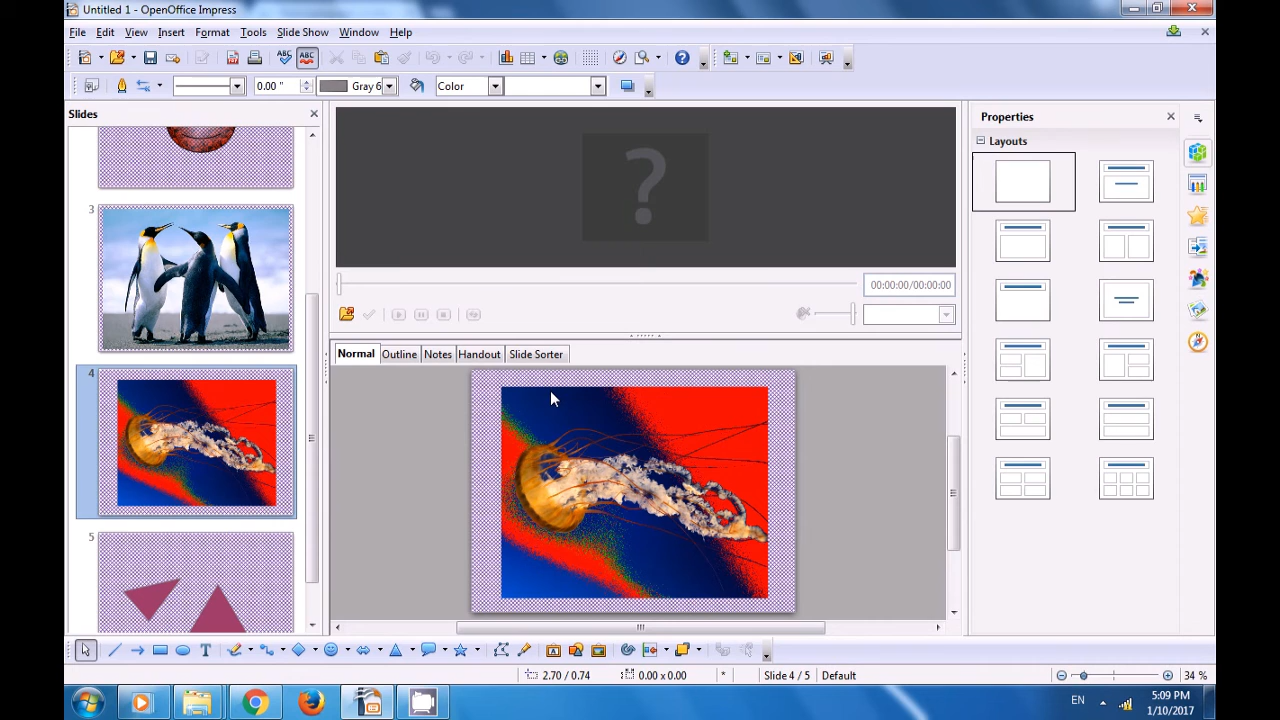 Untitled 1 - OpenOffice Impress
File Edit View Insert Format Tools Slide Show Window Help
ABC ABC
0.00 " Gray 6 Color
Slides
Properties
Layouts
?
3
00:00:00/00:00:00
Normal Outline Notes Handout Slide Sorter
4
5
2.70 / 0.74 0.00 x 0.00 * Slide 4 / 5 Default 34 %
EN 5:09 PM
1/10/2017